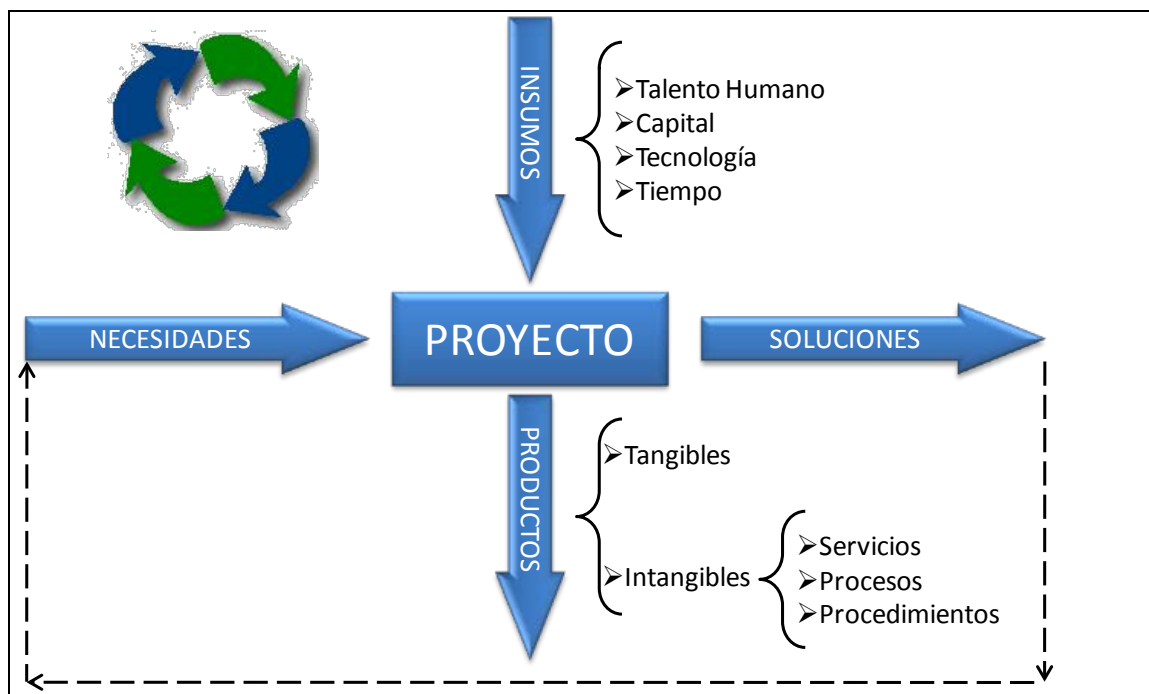 INSUMOS
➢Talento Humano
➢Capital
➢Tecnología
➢Tiempo
NECESIDADES
PROYECTO
SOLUCIONES
PRODUCTOS
➢Tangibles
➢Intangibles
➢Servicios
➢Procesos
➢Procedimientos